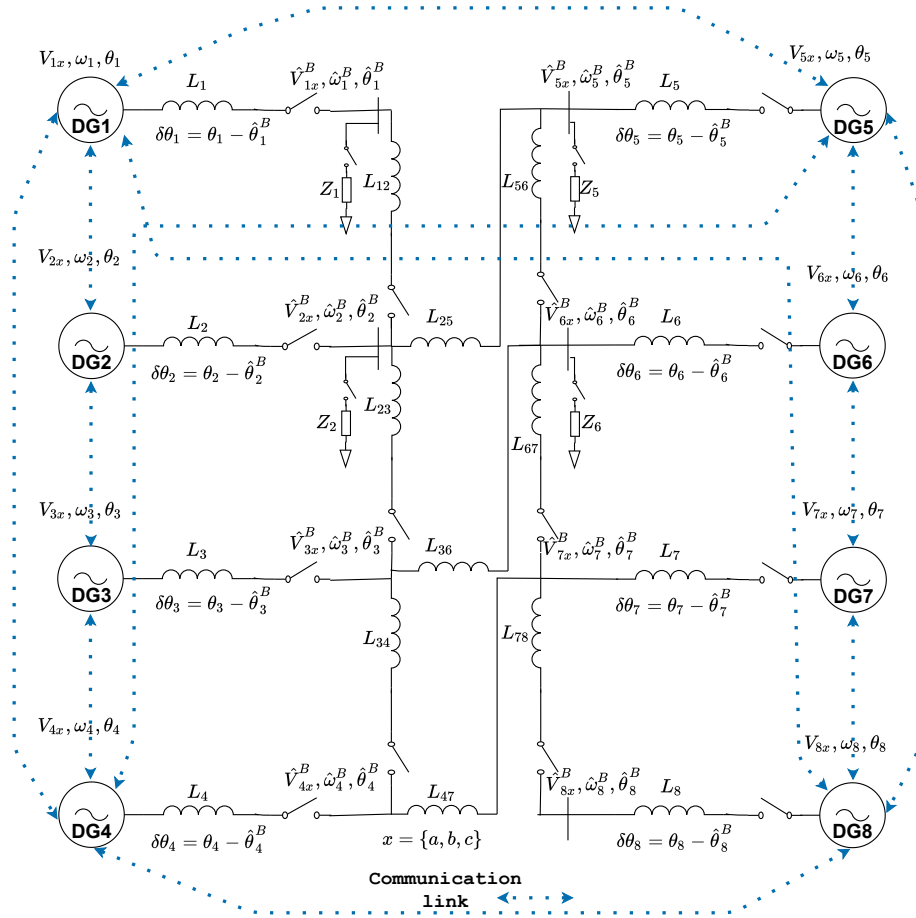 V_{1x}, ω_1, θ_1
L_1
\hat{V}_{1x}^B, \hat{ω}_1^B, \hat{θ}_1^B
\hat{V}_{5x}^B, \hat{ω}_5^B, \hat{θ}_5^B
L_5
V_{5x}, ω_5, θ_5
DG1
δθ_1 = θ_1 − \hat{θ}_1^B
δθ_5 = θ_5 − \hat{θ}_5^B
DG5
Z_1
L_{12}
L_{56}
Z_5
V_{2x}, ω_2, θ_2
V_{6x}, ω_6, θ_6
L_2
\hat{V}_{2x}^B, \hat{ω}_2^B, \hat{θ}_2^B
L_{25}
\hat{V}_{6x}^B, \hat{ω}_6^B, \hat{θ}_6^B
L_6
DG2
δθ_2 = θ_2 − \hat{θ}_2^B
δθ_6 = θ_6 − \hat{θ}_6^B
DG6
Z_2
L_{23}
L_{67}
Z_6
V_{3x}, ω_3, θ_3
V_{7x}, ω_7, θ_7
L_3
\hat{V}_{3x}^B, \hat{ω}_3^B, \hat{θ}_3^B
L_{36}
\hat{V}_{7x}^B, \hat{ω}_7^B, \hat{θ}_7^B
L_7
DG3
δθ_3 = θ_3 − \hat{θ}_3^B
δθ_7 = θ_7 − \hat{θ}_7^B
DG7
L_{34}
L_{78}
V_{4x}, ω_4, θ_4
V_{8x}, ω_8, θ_8
L_4
\hat{V}_{4x}^B, \hat{ω}_4^B, \hat{θ}_4^B
L_{47}
\hat{V}_{8x}^B, \hat{ω}_8^B, \hat{θ}_8^B
L_8
DG4
δθ_4 = θ_4 − \hat{θ}_4^B
x = {a, b, c}
δθ_8 = θ_8 − \hat{θ}_8^B
DG8
Communication
link